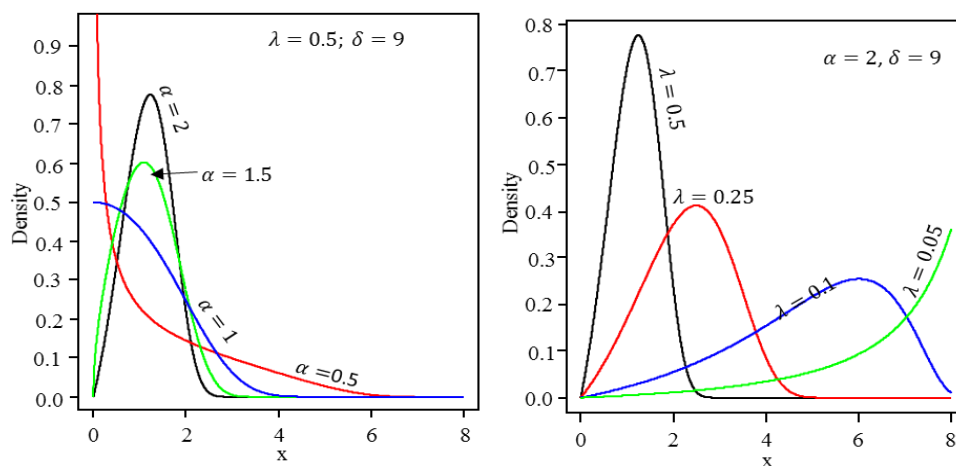 λ = 0.5; δ = 9
0.9
0.8
0.7
0.6
0.5
0.4
0.3
0.2
0.1
0.0
Density
α = 2
α = 1.5
α = 1
α = 0.5
0 2 4 6 8
x
α = 2, δ = 9
0.8
0.7
0.5
0.4
0.3
0.2
0.1
0.0
Density
λ = 0.5
λ = 0.25
λ = 0.1
λ = 0.05
0 2 4 6 8
x